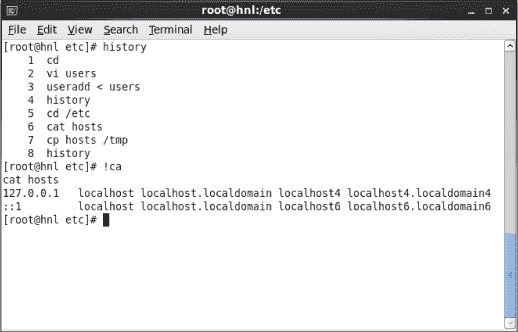 root@hnl:/etc
File Edit View Search Terminal Help
[root@hnl etc]# history
1 cd
2 vi users
3 useradd < users
4 history
5 cd /etc
6 cat hosts
7 cp hosts /tmp
8 history
[root@hnl etc]# !ca
cat hosts
127.0.0.1 localhost localhost.localdomain localhost4 localhost4.localdomain4
::1 localhost localhost.localdomain localhost6 localhost6.localdomain6
[root@hnl etc]#